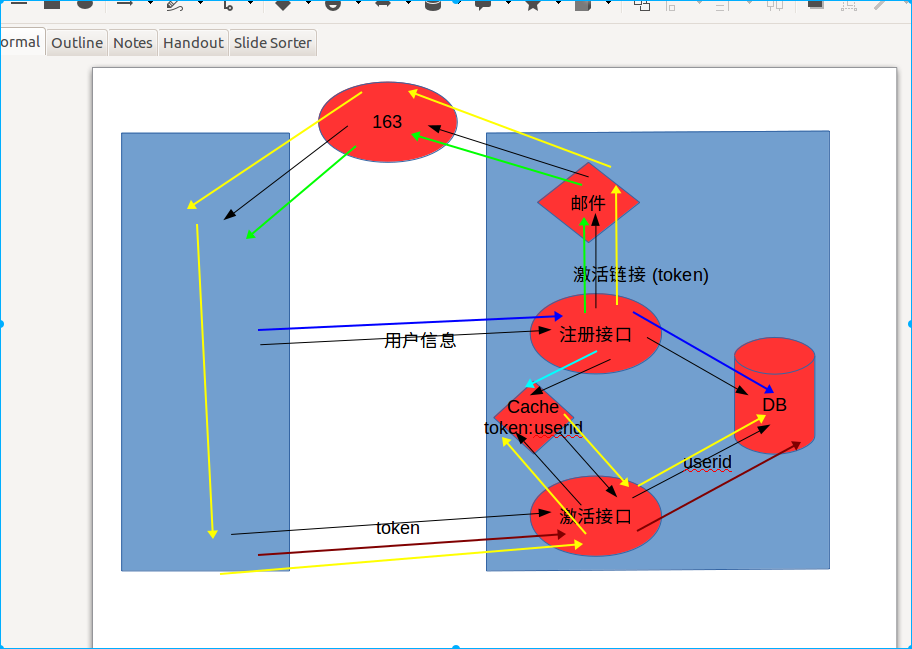 ormal Outline Notes Handout Slide Sorter
163
邮件
激活链接 (token)
用户信息
注册接口
DB
Cache
token:userid
userid
激活接口
token